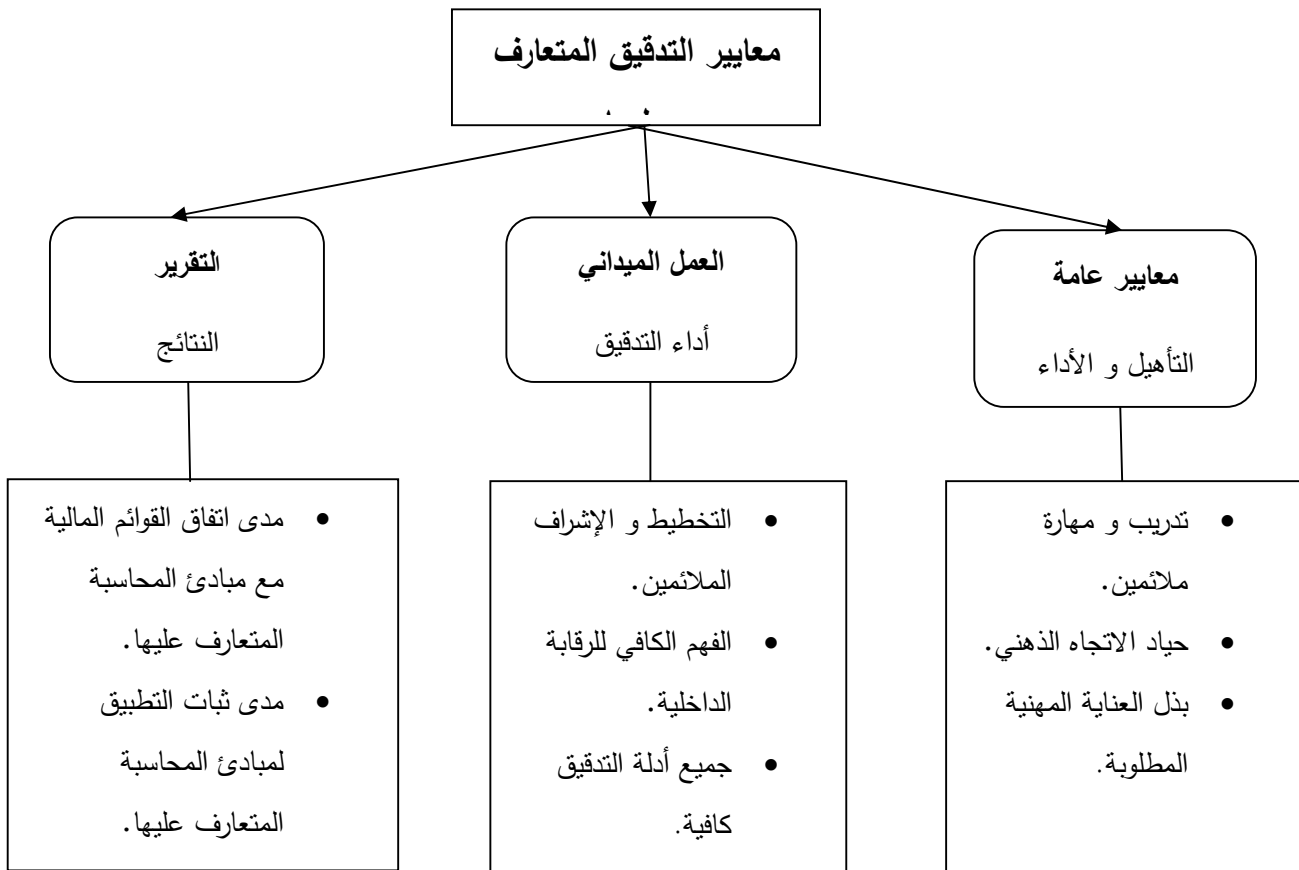 معايير التدقيق المتعارف
معايير عامة
التأهيل و الأداء
العمل الميداني
أداء التدقيق
التقرير
النتائج
• تدريب و مهارة
ملائمين.
• حياد الاتجاه الذهني.
• بذل العناية المهنية
المطلوبة.
• التخطيط و الإشراف
الملائمين.
• الفهم الكافي للرقابة
الداخلية.
• جميع أدلة التدقيق
كافية.
• مدى اتفاق القوائم المالية
مع مبادئ المحاسبة
المتعارف عليها.
• مدى ثبات التطبيق
لمبادئ المحاسبة
المتعارف عليها.